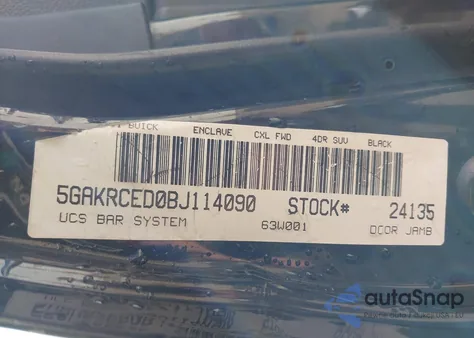 BUICK ENCLAVE CXL FWD 4DR SUV BLACK
5GAKRCED0BJ114090 STOCK# 24135
UCS BAR SYSTEM 63W001 DOOR JAMB
autoSnap